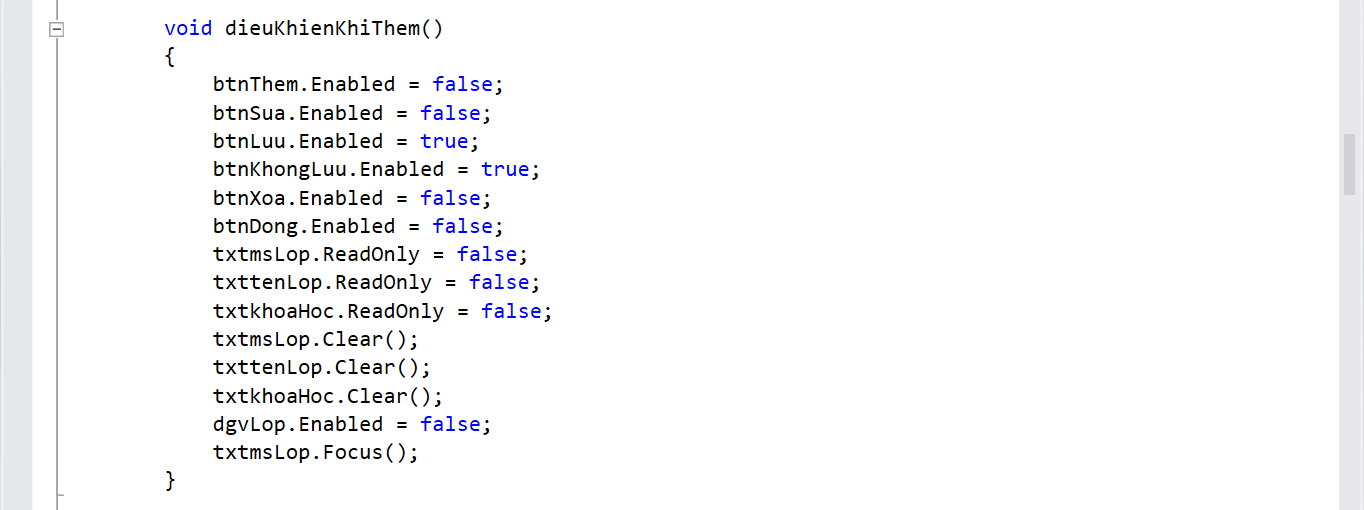 void dieuKhienKhiThem()
{
btnThem.Enabled = false;
btnSua.Enabled = false;
btnLuu.Enabled = true;
btnKhongLuu.Enabled = true;
btnXoa.Enabled = false;
btnDong.Enabled = false;
txtmsLop.ReadOnly = false;
txttenLop.ReadOnly = false;
txtkhoaHoc.ReadOnly = false;
txtmsLop.Clear();
txttenLop.Clear();
txtkhoaHoc.Clear();
dgvLop.Enabled = false;
txtmsLop.Focus();
}